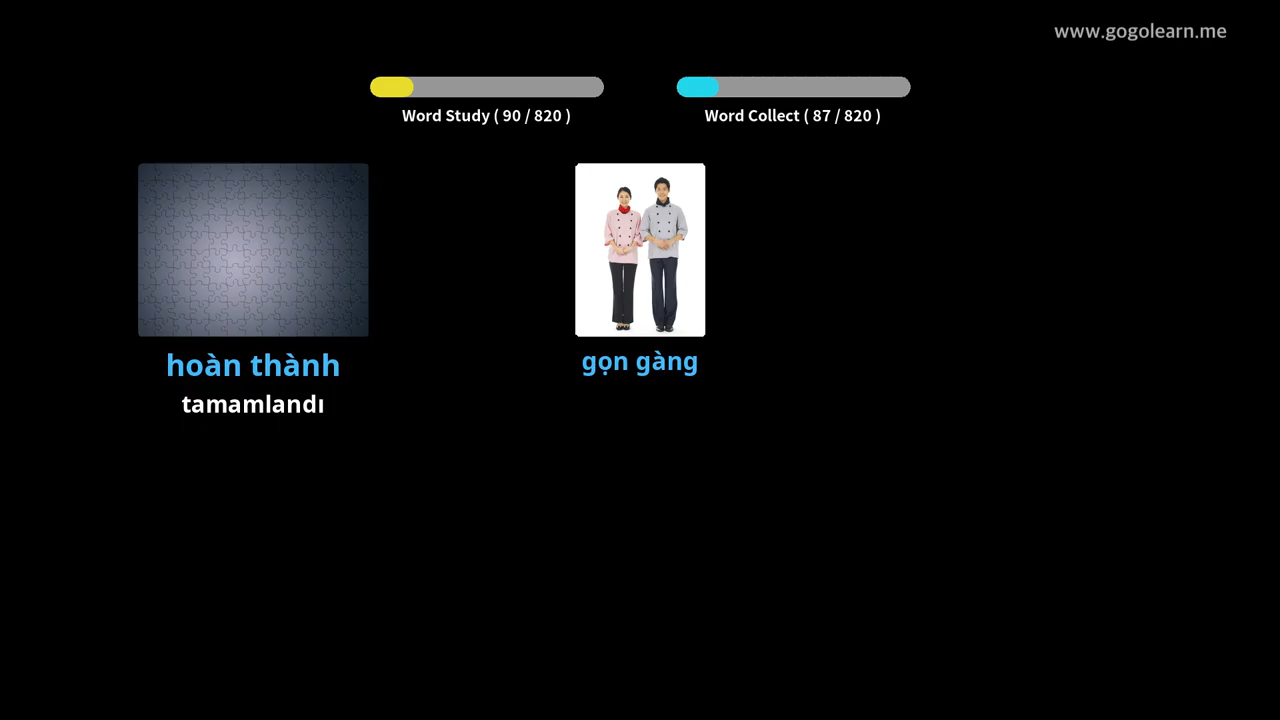 www.gogolearn.me
Word Study ( 90 / 820 )
Word Collect ( 87 / 820 )
hoàn thành
tamamlandı
gọn gàng